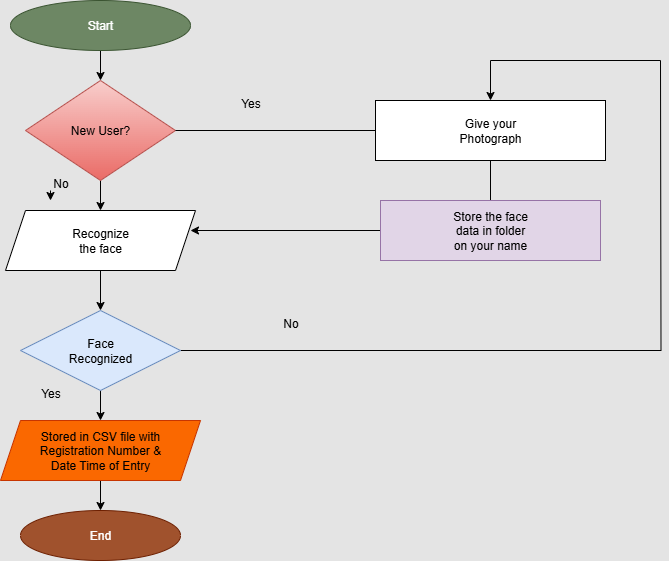 Start
New User?
Yes
Give your
Photograph
No
Recognize
the face
Store the face
data in folder
on your name
Face
Recognized
No
Yes
Stored in CSV file with
Registration Number &
Date Time of Entry
End